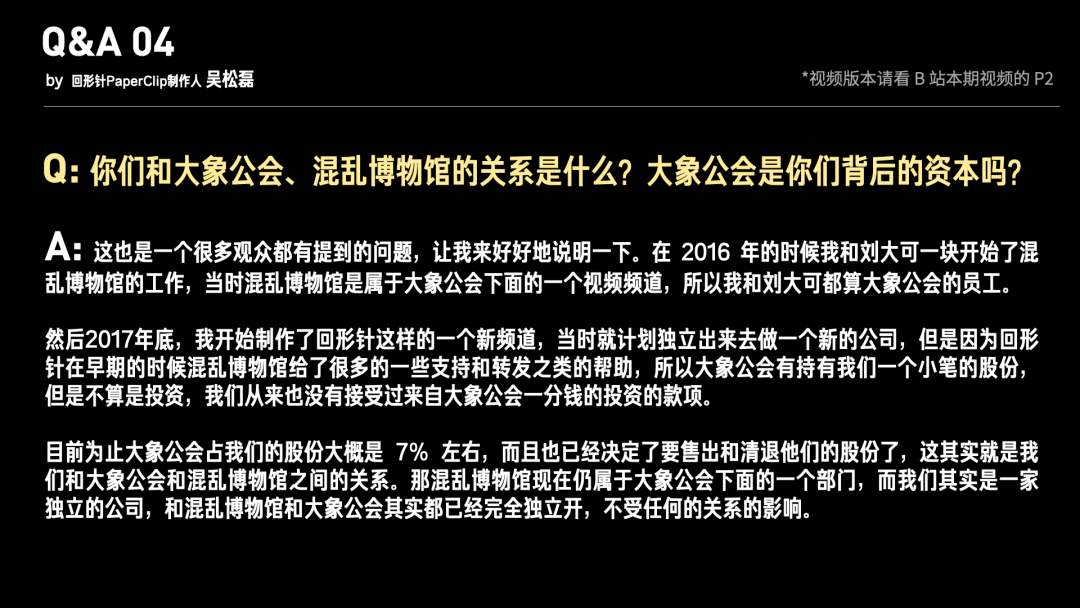 Q&A 04
by 回形针PaperClip制作人 吴松磊
*视频版本请看 B 站本期视频的 P2
Q: 你们和大象公会、混乱博物馆的关系是什么？大象公会是你们背后的资本吗？
A: 这也是一个很多观众都有提到的问题，让我来好好地说明一下。在 2016 年的时候我和刘大可一块开始了混
乱博物馆的工作，当时混乱博物馆是属于大象公会下面的一个视频频道，所以我和刘大可都算大象公会的员工。
然后2017年底，我开始制作了回形针这样的一个新频道，当时就计划独立出来去做一个新的公司，但是因为回形
针在早期的时候混乱博物馆给了很多的一些支持和转发之类的帮助，所以大象公会有持有我们一个小笔的股份，
但是不算是投资，我们从来也没有接受过来自大象公会一分钱的投资的款项。
目前为止大象公会占我们的股份大概是 7% 左右，而且也已经决定了要售出和清退他们的股份了，这其实就是我
们和大象公会和混乱博物馆之间的关系。那混乱博物馆现在仍属于大象公会下面的一个部门，而我们其实是一家
独立的公司，和混乱博物馆和大象公会其实都已经完全独立开，不受任何的关系的影响。